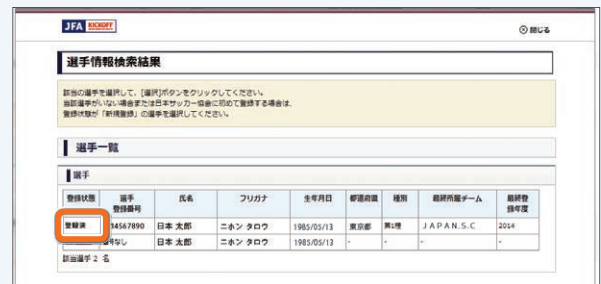 JFA KICKOFF
閉じる
選手情報検索結果
該当の選手を選択して、[選択]ボタンをクリックしてください。
当該選手がいない場合または日本サッカー協会に初めて登録する場合は、
登録状態が「新規登録」の選手を選択してください。
選手一覧
選手
登録状態 選手登録番号 氏名 フリガナ 生年月日 都道府県 種別 最終所属チーム 最終登録年度
登録済 34567890 日本 太郎 ニホン タロウ 1985/05/13 東京都 第1種 JAPAN.S.C 2014
番号なし 日本 太郎 ニホン タロウ 1985/05/13 - - - -
該当選手 2 名